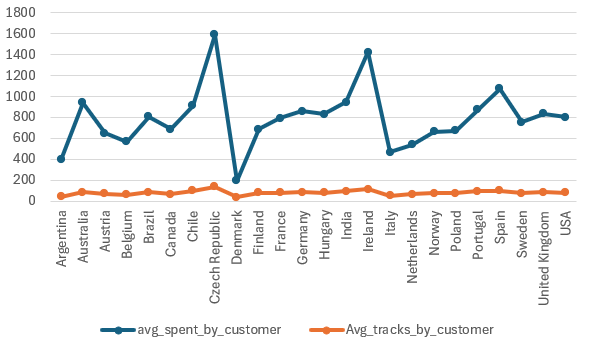 1800
1600
1400
1200
1000
800
600
400
200
0
Argentina
Australia
Austria
Belgium
Brazil
Canada
Chile
Czech Republic
Denmark
Finland
France
Germany
Hungary
India
Ireland
Italy
Netherlands
Norway
Poland
Portugal
Spain
Sweden
United Kingdom
USA
avg_spent_by_customer Avg_tracks_by_customer